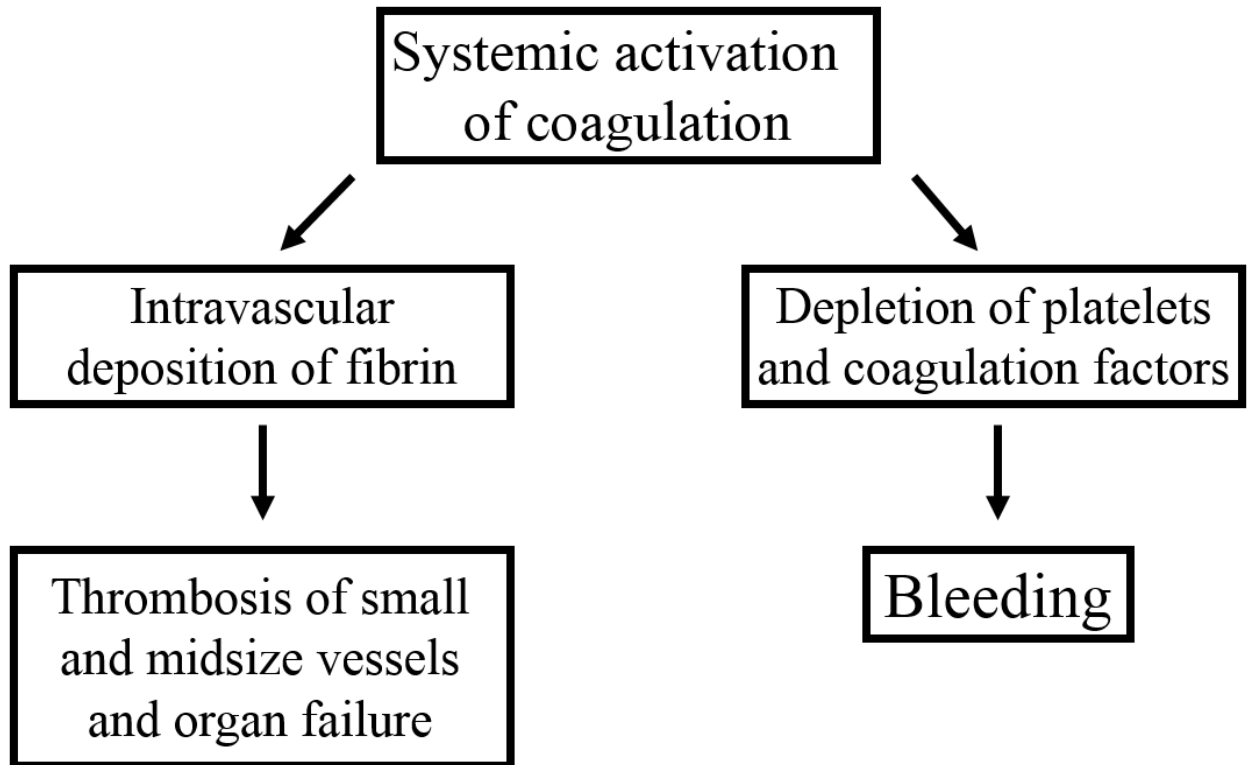 Systemic activation
of coagulation
Intravascular
deposition of fibrin
Depletion of platelets
and coagulation factors
Thrombosis of small
and midsize vessels
and organ failure
Bleeding